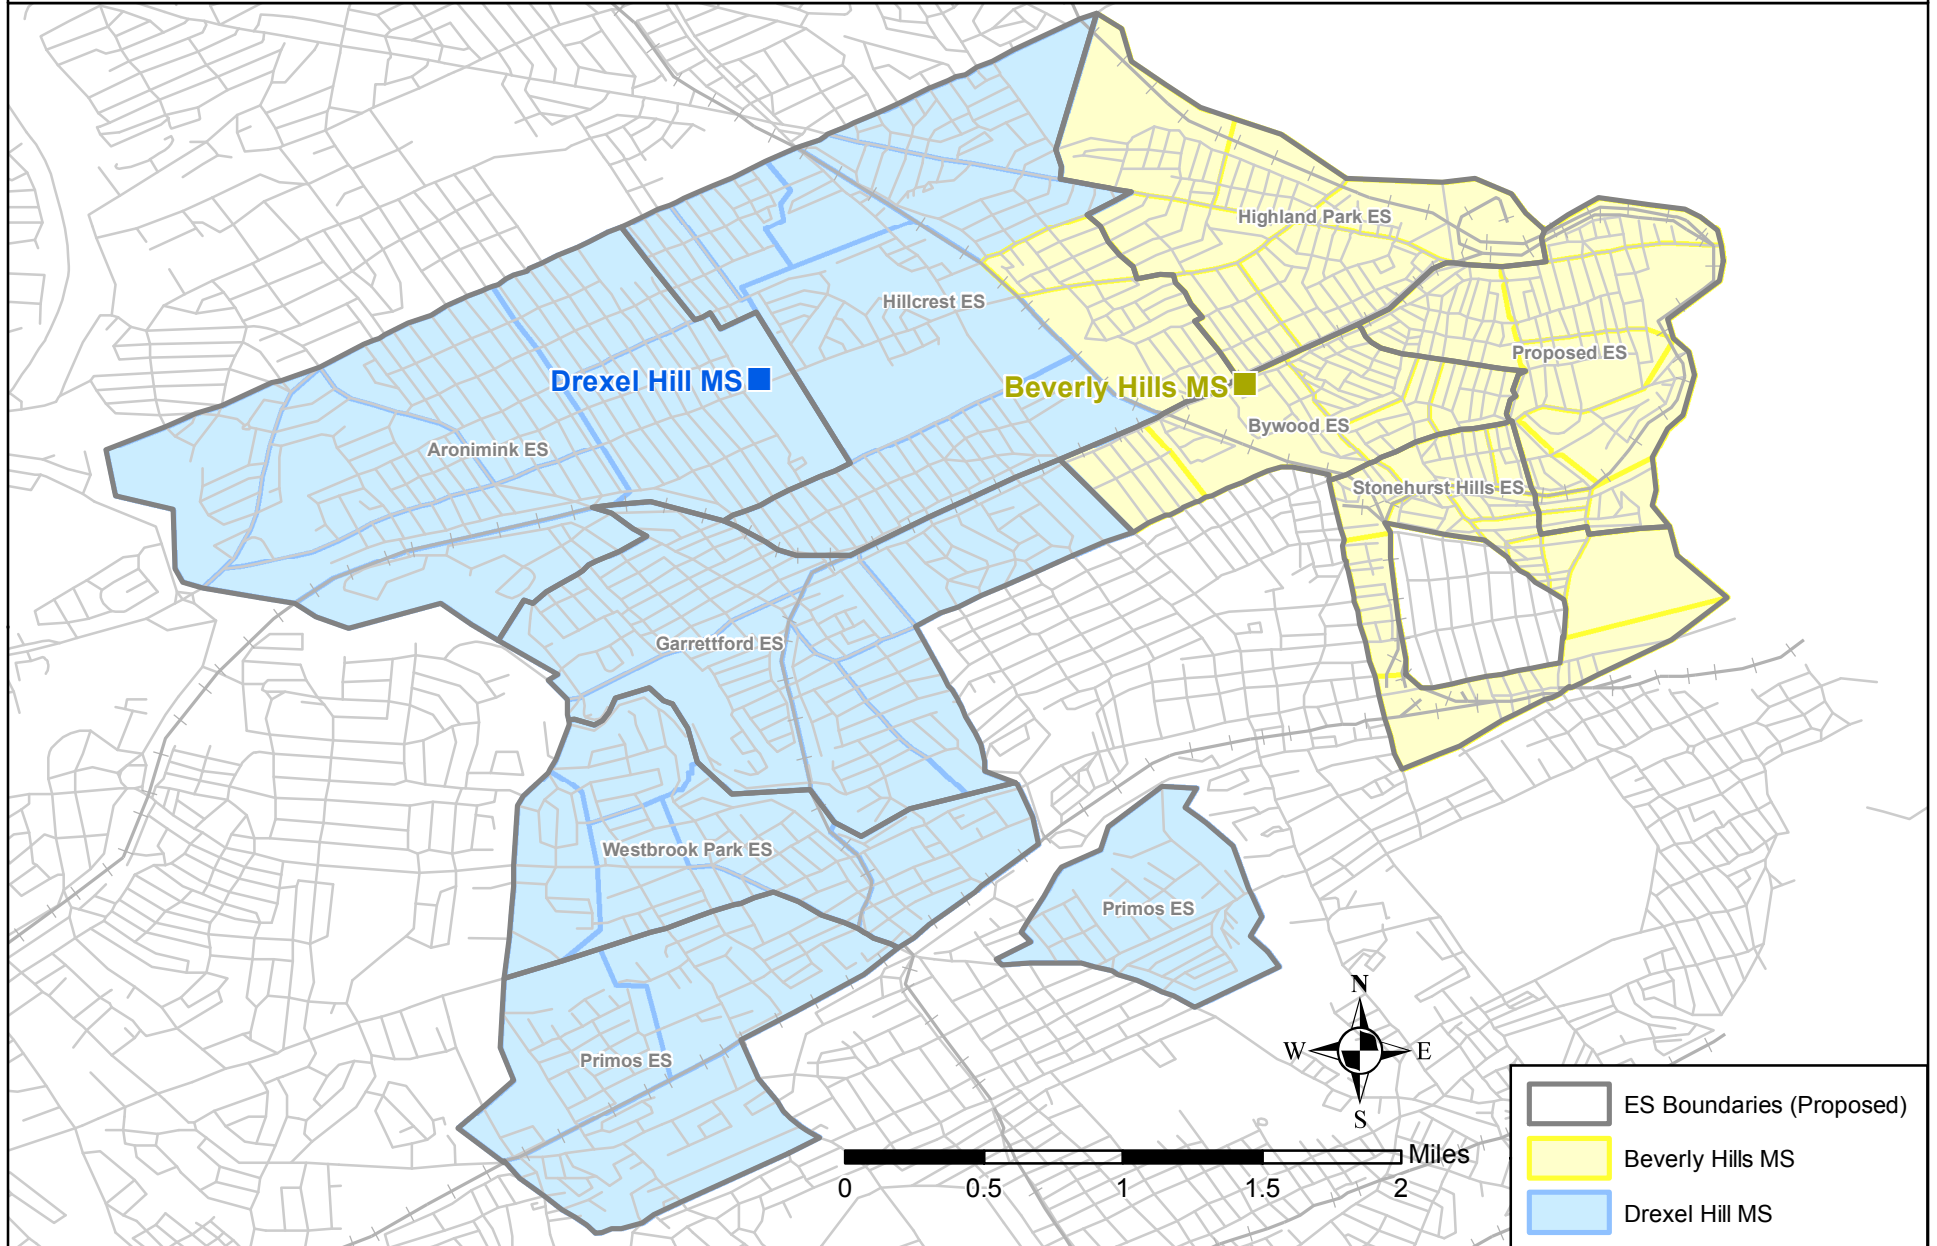 Highland Park ES
Hillcrest ES
Proposed ES
Drexel Hill MS
Beverly Hills MS
Bywood ES
Aronimink ES
Stonehurst Hills ES
Garrettford ES
Westbrook Park ES
Primos ES
Primos ES
N
W E
S
ES Boundaries (Proposed)
Beverly Hills MS
Drexel Hill MS
Miles
0 0.5 1 1.5 2